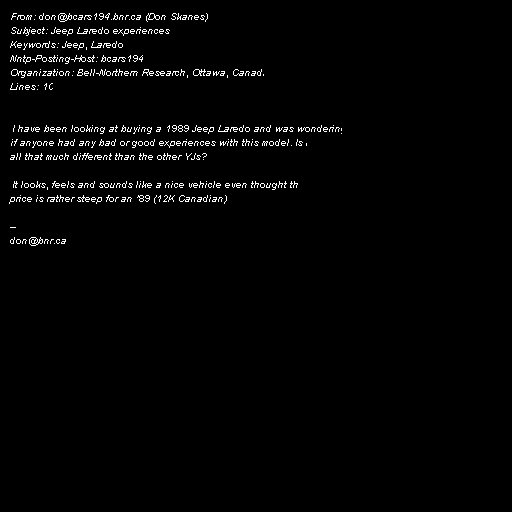 From: don@bcars194.bnr.ca (Don Skanes)
Subject: Jeep Laredo experiences
Keywords: Jeep, Laredo
Nntp-Posting-Host: bcars194
Organization: Bell-Northern Research, Ottawa, Canad
Lines: 10
I have been looking at buying a 1989 Jeep Laredo and was wondering
if anyone had any bad or good experiences with this model. Is
all that much different than the other YJs?
It looks, feels and sounds like a nice vehicle even thought th
price is rather steep for an '89 (12K Canadian)
--
don@bnr.ca